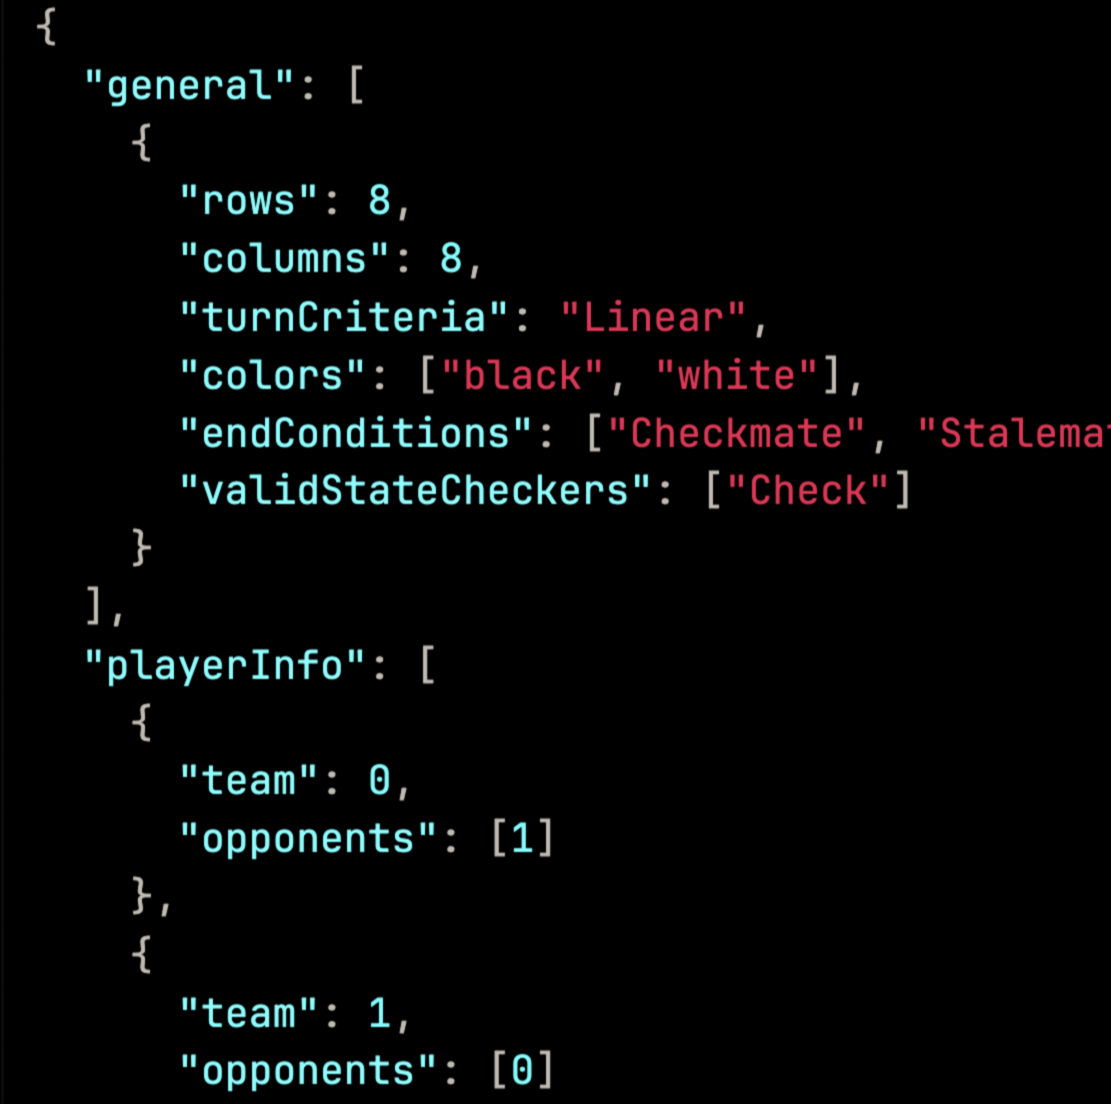 {
"general": [
{
"rows": 8,
"columns": 8,
"turnCriteria": "Linear",
"colors": ["black", "white"],
"endConditions": ["Checkmate",
"validStateCheckers": ["Check"]
}
],
"playerInfo": [
{
"team": 0,
"opponents": [1]
},
{
"team": 1,
"opponents": [0]